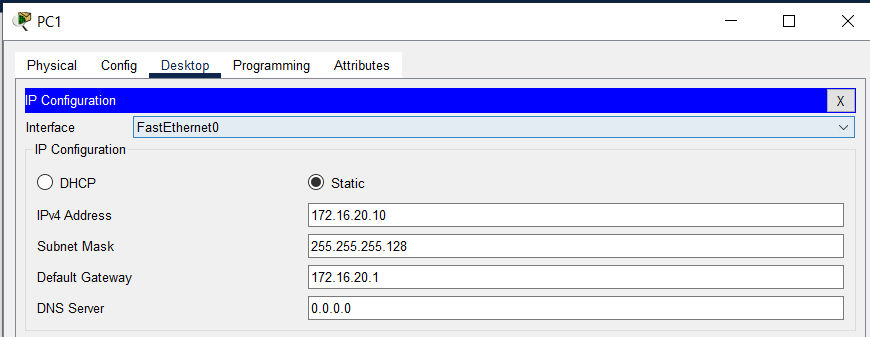 PC1
Physical Config Desktop Programming Attributes
IP Configuration X
Interface FastEthernet0
IP Configuration
DHCP Static
IPv4 Address 172.16.20.10
Subnet Mask 255.255.255.128
Default Gateway 172.16.20.1
DNS Server 0.0.0.0